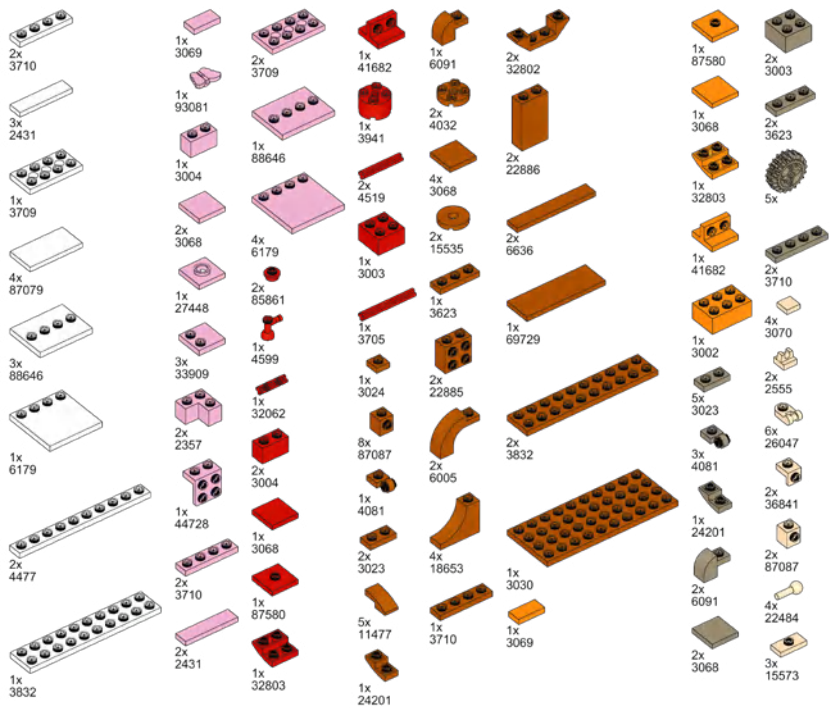 2x
3710
3x
2431
1x
3709
4x
87079
3x
88646
1x
6179
2x
4477
1x
3832
1x
3069
1x
93081
1x
3004
2x
3068
1x
27448
3x
33909
2x
2357
1x
44728
2x
3710
2x
2431
2x
3709
1x
88646
4x
6179
2x
85861
1x
4599
1x
32062
2x
3004
1x
3068
1x
87580
1x
32803
1x
41682
1x
3941
2x
4519
1x
3003
1x
3705
1x
3024
8x
87087
1x
4081
2x
3023
5x
11477
1x
24201
1x
6091
2x
4032
4x
3068
2x
15535
1x
3623
2x
22885
2x
6005
4x
18653
1x
3710
2x
32802
2x
22886
2x
6636
1x
69729
2x
3832
1x
3030
1x
3069
1x
87580
1x
3068
1x
32803
1x
41682
1x
3002
5x
3023
3x
4081
1x
24201
2x
6091
2x
3068
2x
3003
2x
3623
5x
2x
3710
4x
3070
2x
2555
6x
26047
2x
36841
2x
87087
4x
22484
3x
15573